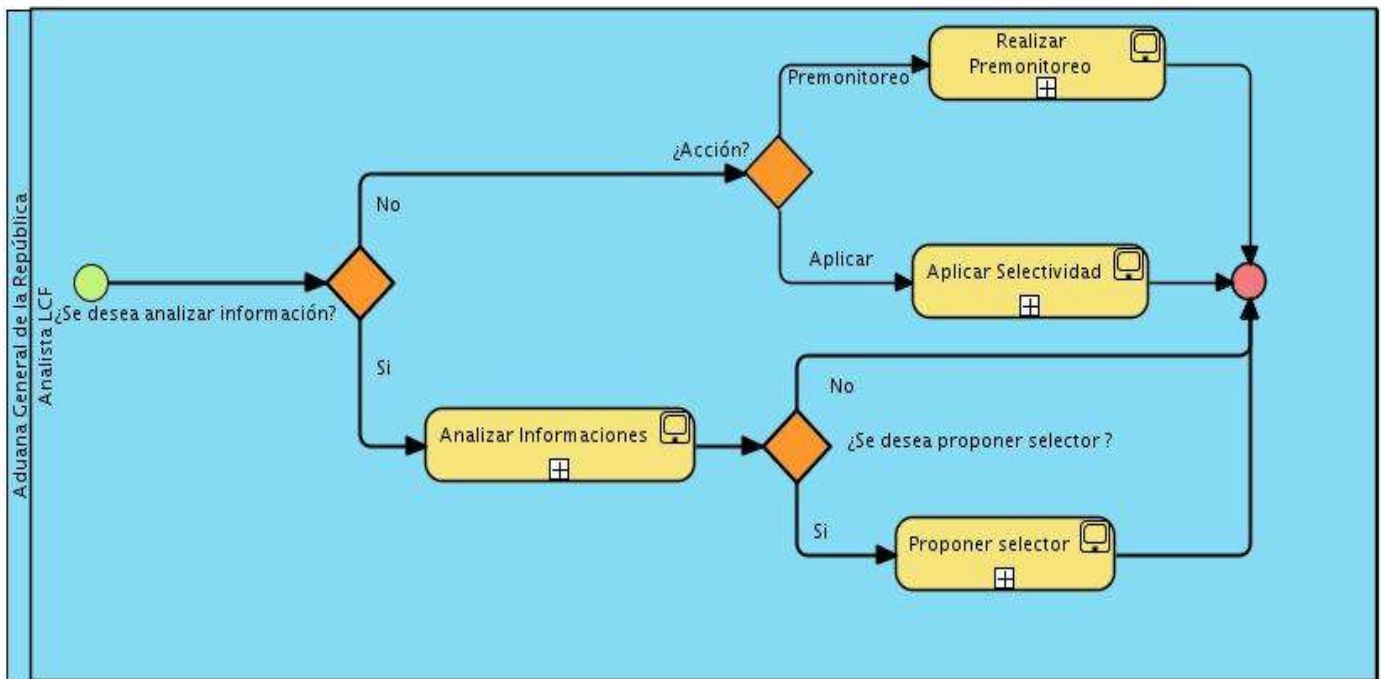 Aduana General de la República
Analista LCF
¿Se desea analizar información?
No
Si
¿Acción?
Premonitoreo
Aplicar
Realizar
Premonitoreo
Aplicar Selectividad
Analizar Informaciones
¿Se desea proponer selector ?
No
Si
Proponer selector